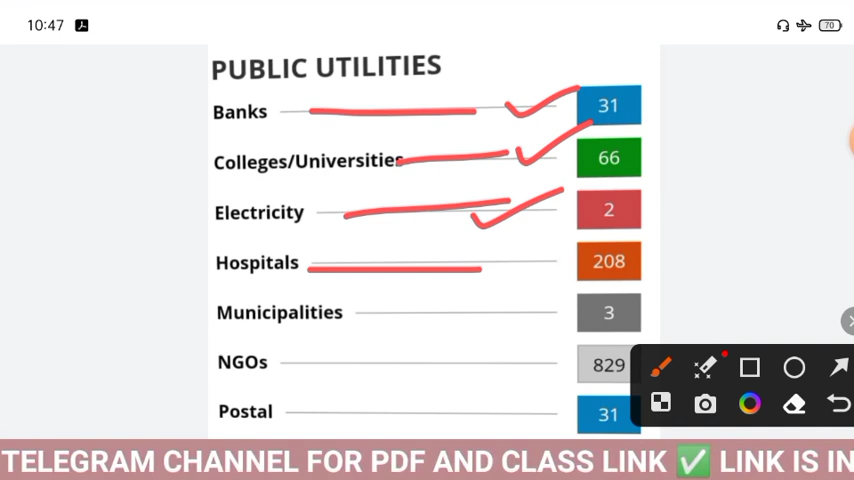 10:47
70
PUBLIC UTILITIES
Banks 31
Colleges/Universities 66
Electricity 2
Hospitals 208
Municipalities 3
NGOs 829
Postal 31
TELEGRAM CHANNEL FOR PDF AND CLASS LINK ✅ LINK IS IN